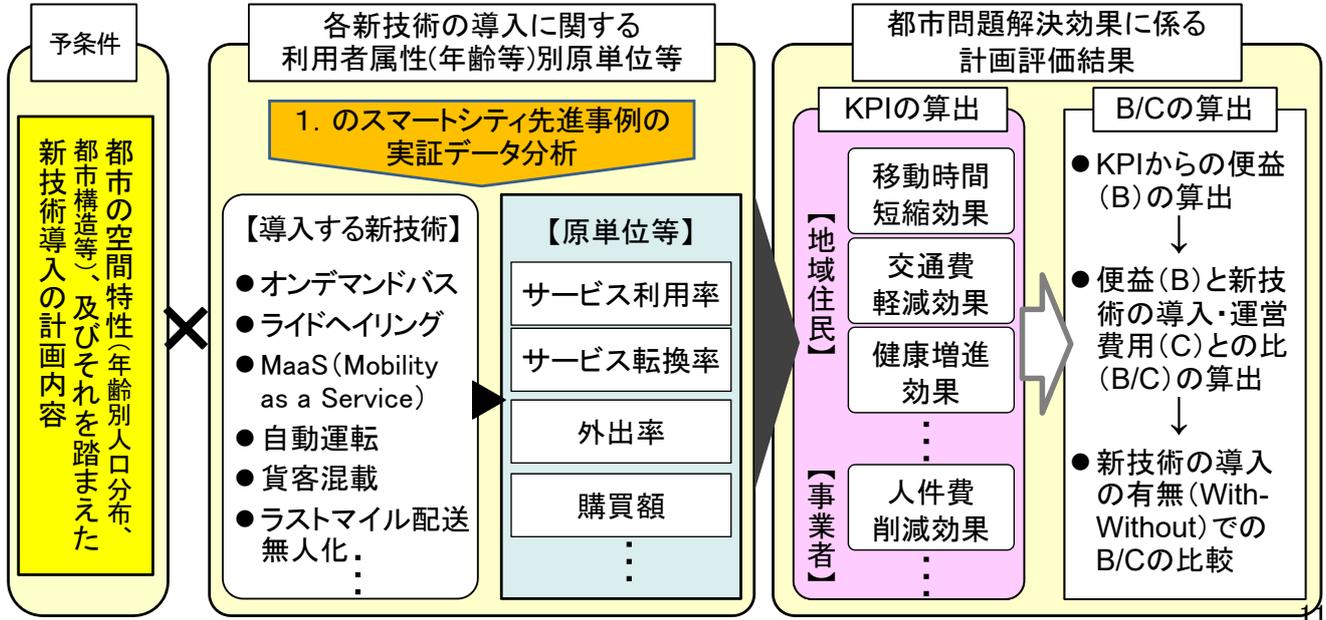 予条件
都市の空間特性(年齢別人口分布、
都市構造等)、及びそれを踏まえた
新技術導入の計画内容
×
各新技術の導入に関する
利用者属性(年齢等)別原単位等
1．のスマートシティ先進事例の
実証データ分析
【導入する新技術】
●オンデマンドバス
●ライドヘイリング
●MaaS(Mobility
as a Service)
●自動運転
●貨客混載
●ラストマイル配送
無人化
【原単位等】
サービス利用率
サービス転換率
外出率
購買額
都市問題解決効果に係る
計画評価結果
KPIの算出
【地域住民】
移動時間
短縮効果
交通費
軽減効果
健康増進
効果
【事業者】
人件費
削減効果
B/Cの算出
●KPIからの便益
(B)の算出
↓
●便益(B)と新技
術の導入・運営
費用(C)との比
(B/C)の算出
↓
●新技術の導入
の有無(With-
Without)での
B/Cの比較
11